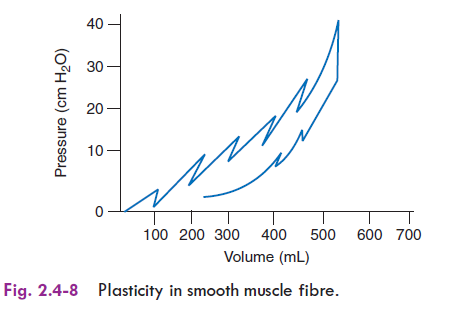 40
30
20
10
0
Pressure (cm H₂O)
100 200 300 400 500 600 700
Volume (mL)
Fig. 2.4-8 Plasticity in smooth muscle fibre.